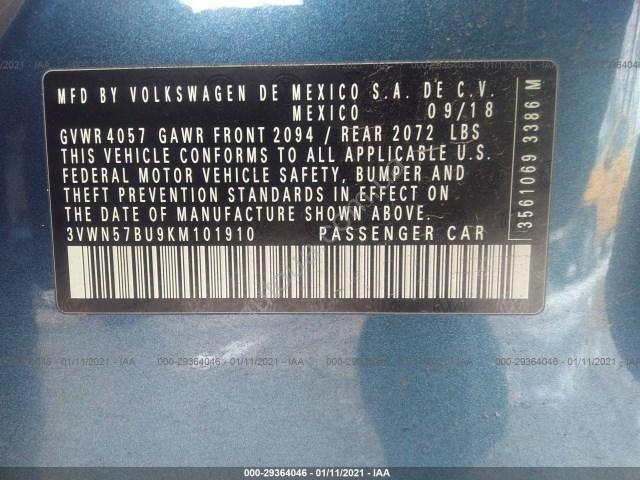 MFD BY VOLKSWAGEN DE MEXICO S.A. DE C.V.
MEXICO 09/18
GVWR 4057 GAWR FRONT 2094 / REAR 2072 LBS
THIS VEHICLE CONFORMS TO ALL APPLICABLE U.S.
FEDERAL MOTOR VEHICLE SAFETY, BUMPER AND
THEFT PREVENTION STANDARDS IN EFFECT ON
THE DATE OF MANUFACTURE SHOWN ABOVE.
3VWN57BU9KM101910 PASSENGER CAR
3561069 3386 M
000-29364046 - 01/11/2021 - IAA